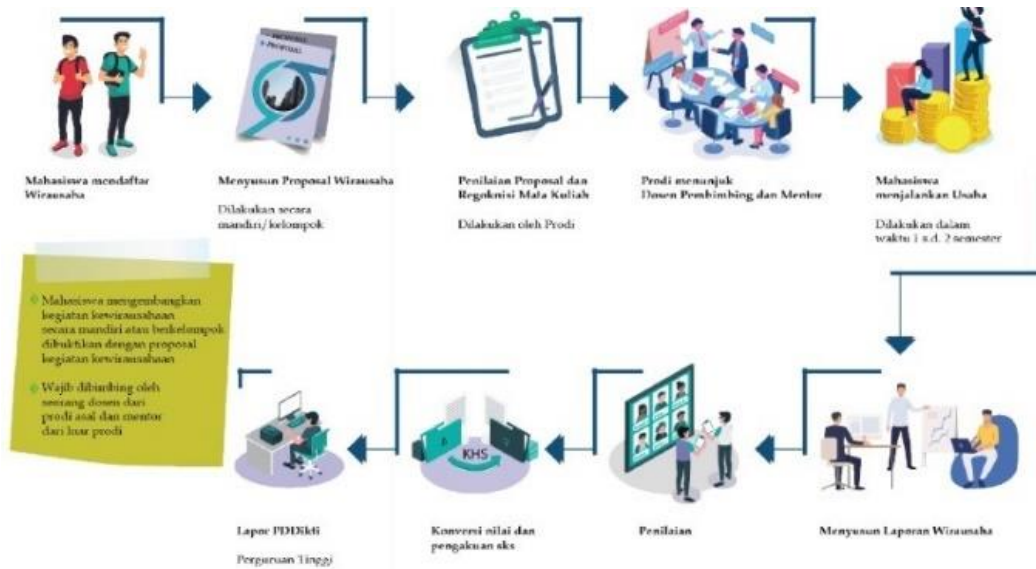 e-PROPOSAL
Mahasiswa mendaftar
Wirausaha
Menyusun Proposal Wirausaha
Dilakukan secara
mandiri/kelompok
Penilaian Proposal dan
Regoknisi Mata Kuliah
Dilakukan oleh Prodi
Prodi menunjuk
Dosen Pembimbing dan Mentor
Mahasiswa
menjalankan Usaha
Dilakukan dalam
waktu 1 s.d. 2 semester
Mahasiswa mengembangkan
kegiatan kewirausahaan
secara mandiri atau berkelompok
dibuktikan dengan proposal
kegiatan kewirausahaan
Wajib dibimbing oleh
seorang dosen dari
prodi asal dan mentor
dari luar prodi
Lapor PDDikti
Perguruan Tinggi
KHS
Konversi nilai dan
pengakuan sks
Penilaian
Menyusun Laporan Wirausaha